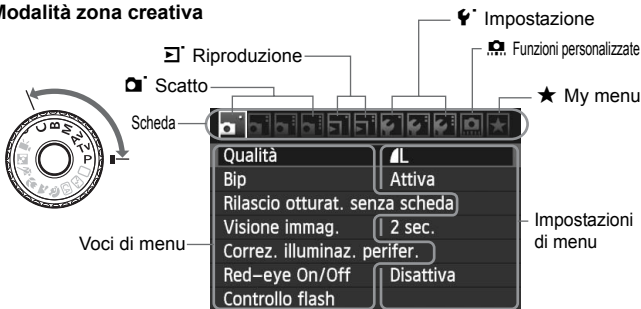 Modalità zona creativa
Impostazione
Riproduzione
Funzioni personalizzate
Scatto
★ My menu
Scheda
Qualità L
Bip Attiva
Rilascio otturat. senza scheda
Visione immag. 2 sec.
Correz. illuminaz. perifer.
Red-eye On/Off Disattiva
Controllo flash
Voci di menu
Impostazioni
di menu
C B M Av Tv P